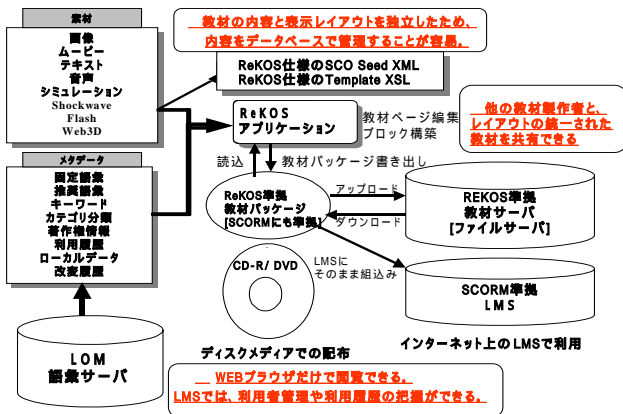 素材
画像
ムービー
テキスト
音声
シミュレーション
Shockwave
Flash
Web3D
教材の内容と表示レイアウトを独立したため、
内容をデータベースで管理することが容易。
ReKOS仕様のSCO Seed XML
ReKOS仕様のTemplate XSL
ReKOS
アプリケーション
教材ページ編集
ブロック構築
他の教材製作者と、
レイアウトの統一された
教材を共有できる
メタデータ
固定語彙
推奨語彙
キーワード
カテゴリ分類
著作権情報
利用履歴
ローカルデータ
改変履歴
読込
教材パッケージ書き出し
ReKOS準拠
教材パッケージ
[SCORMにも準拠]
アップロード
ダウンロード
REKOS準拠
教材サーバ
[ファイルサーバ]
CD-R/ DVD
LMSに
そのまま組込み
SCORM準拠
LMS
LOM
語彙サーバ
ディスクメディアでの配布
インターネット上のLMSで利用
WEBブラウザだけで閲覧できる。
LMSでは、利用者管理や利用履歴の把握ができる。